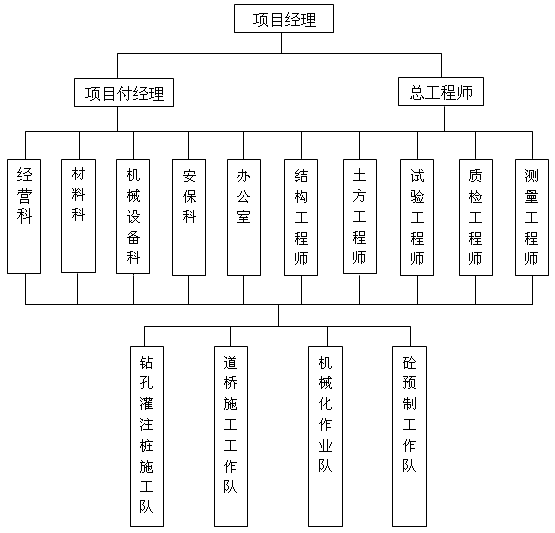 项目经理
项目付经理
总工程师
经营科
材料科
机械设备科
安保科
办公室
结构工程师
土方工程师
试验工程师
质检工程师
测量工程师
钻孔灌注桩施工队
道桥施工工作队
机械化作业队
砼预制工作队